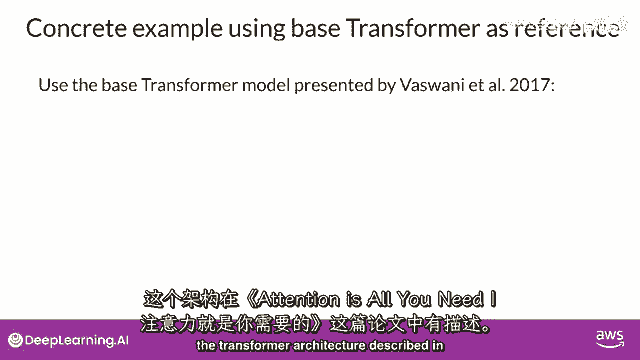 Concrete example using base Transformer as reference
Use the base Transformer model presented by Vaswani et al. 2017:
这个架构在《Attention is All You Need |
注意力就是你需要的》这篇论文中有描述。
the transformer architecture described in
DeepLearning.AI
aws